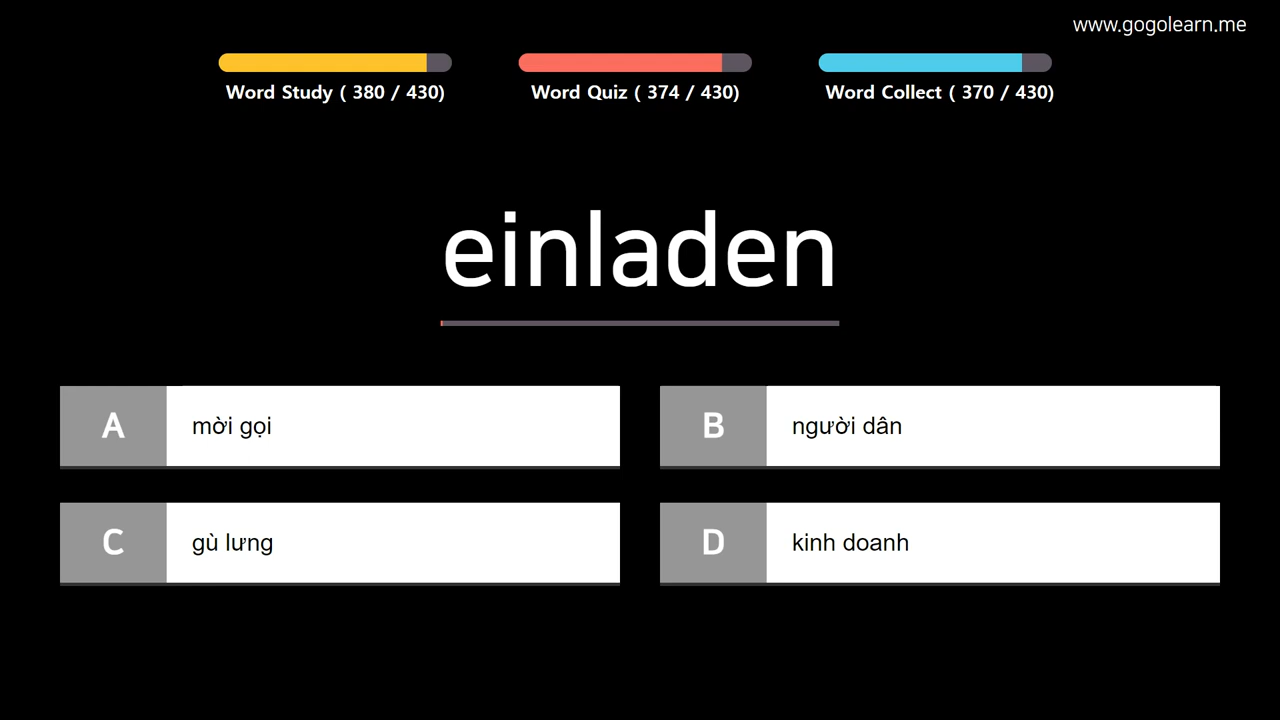 www.gogolearn.me
Word Study ( 380 / 430)
Word Quiz ( 374 / 430)
Word Collect ( 370 / 430)
einladen
A
mời gọi
B
người dân
C
gù lưng
D
kinh doanh